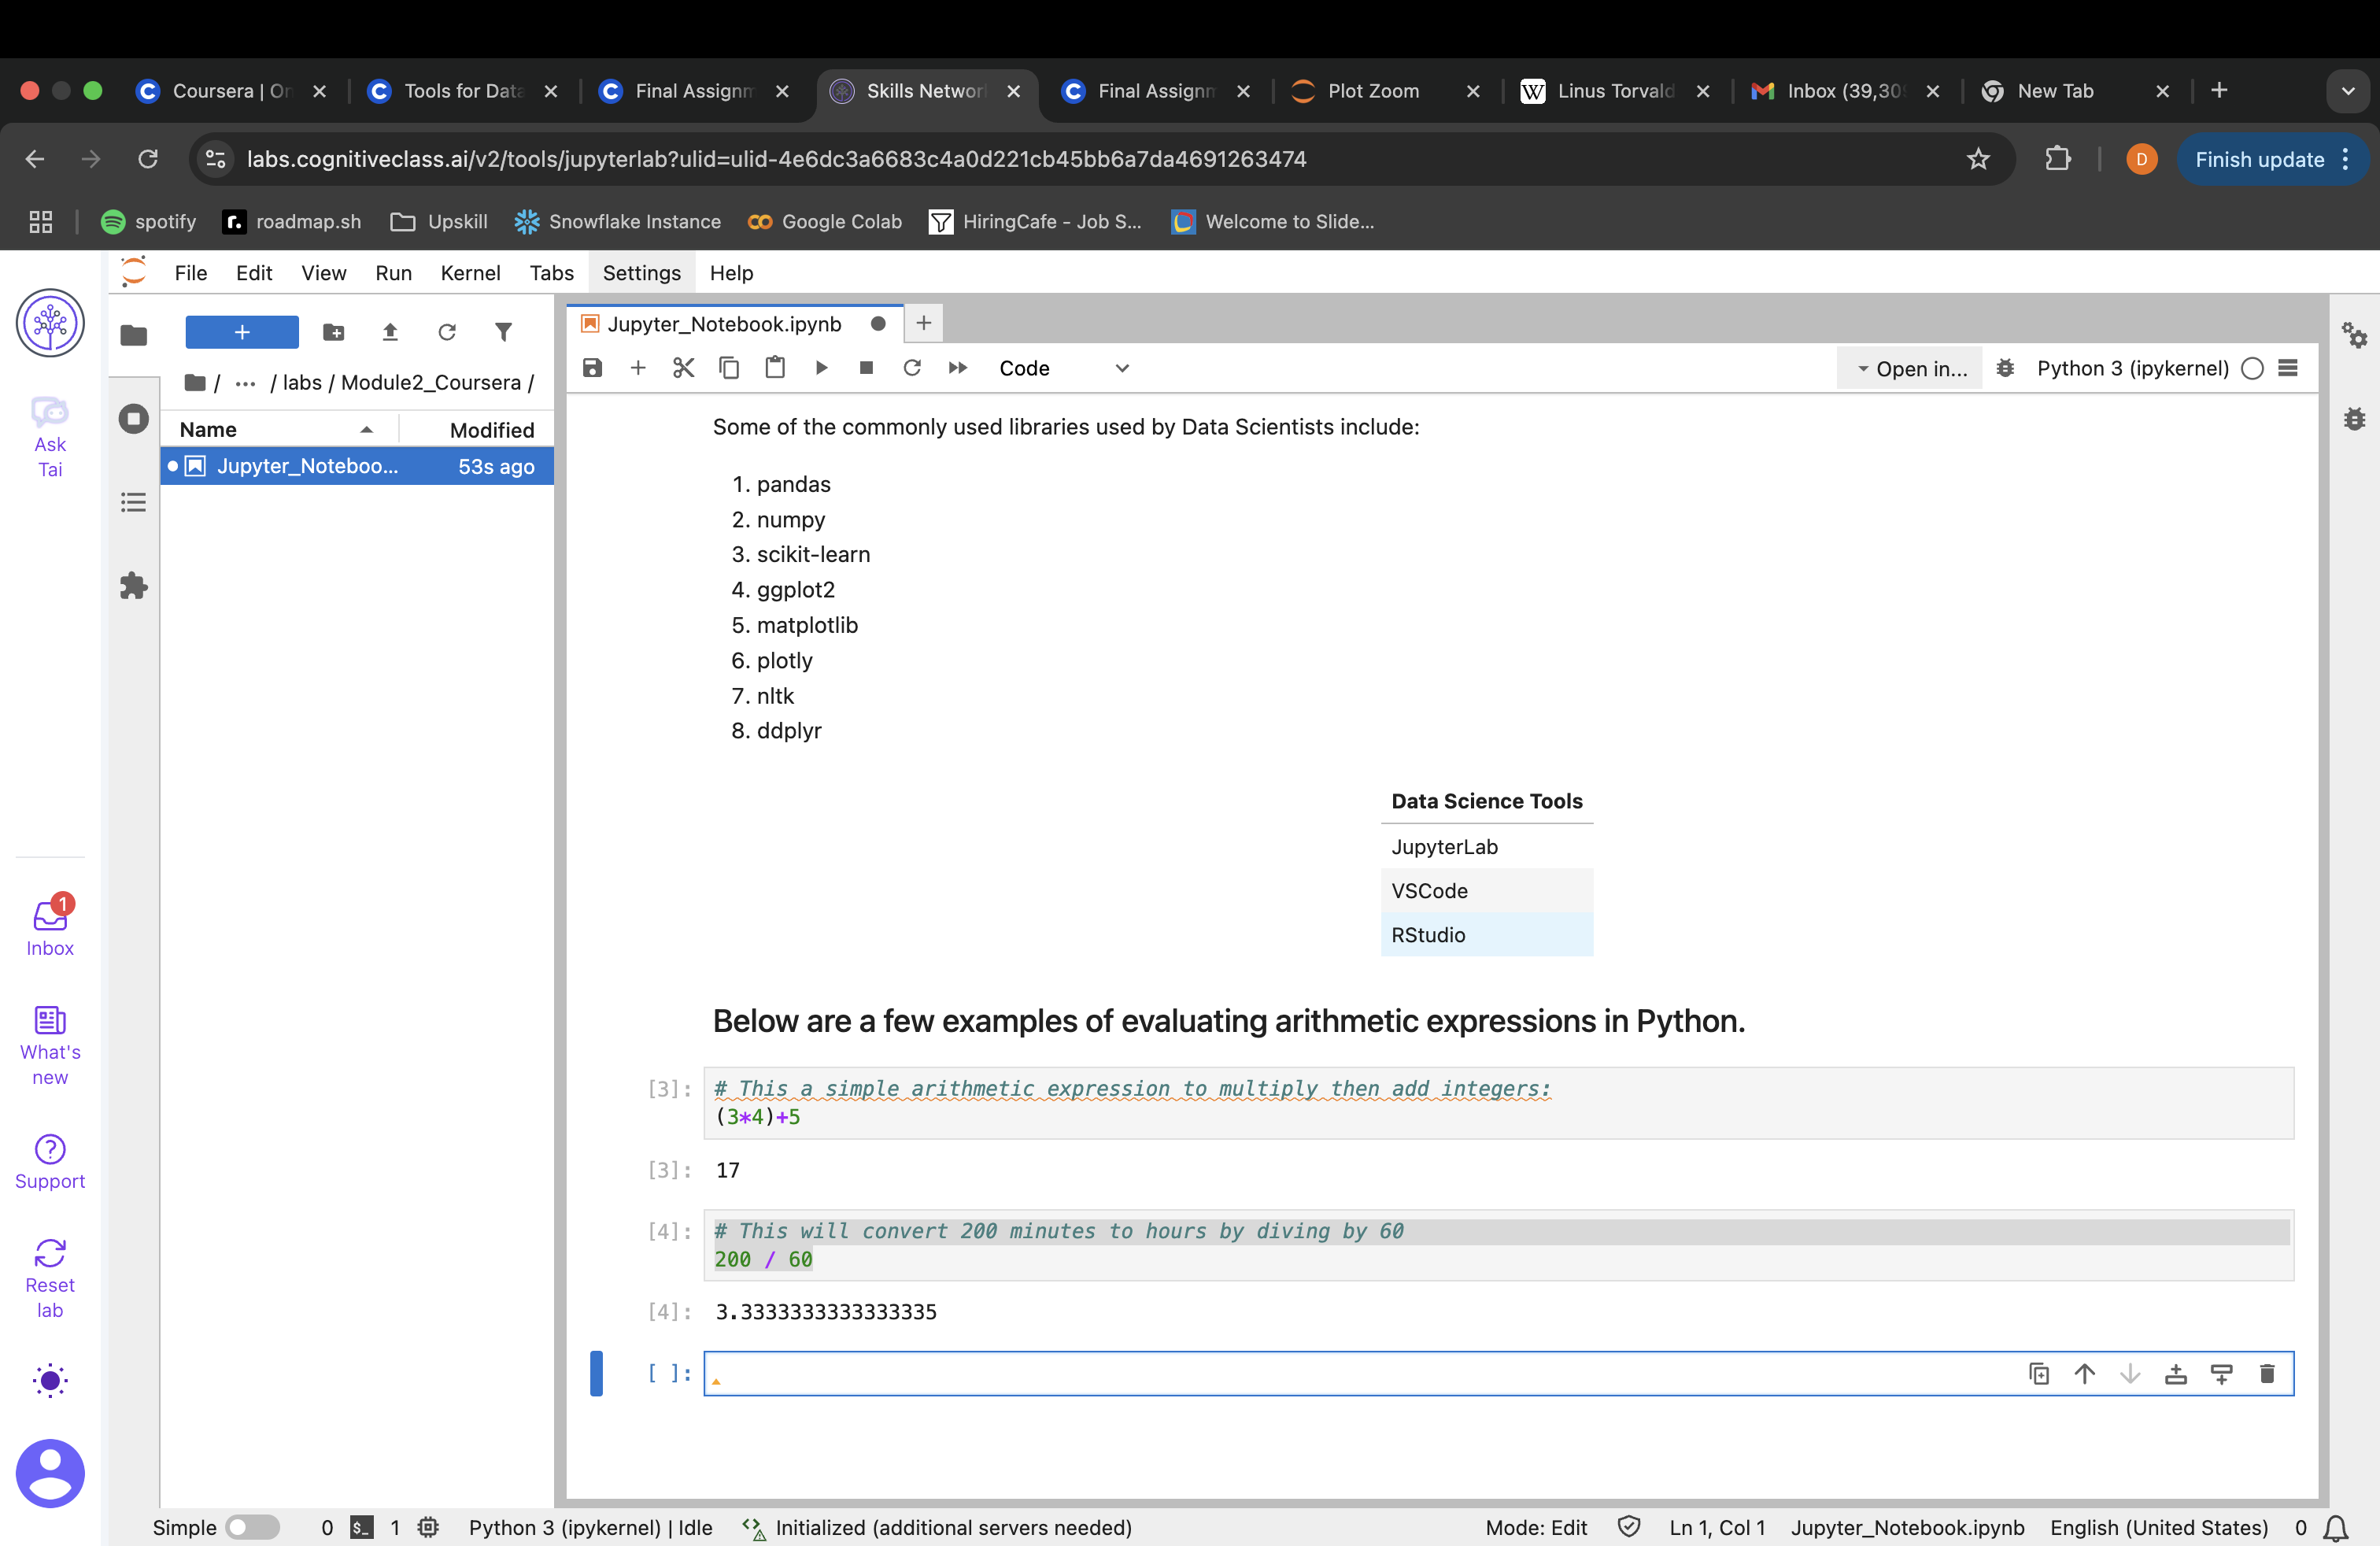 Coursera | On
Tools for Data
Final Assignm
Skills Networ
Final Assignm
Plot Zoom
Linus Torvald
Inbox (39,309
New Tab
labs.cognitiveclass.ai/v2/tools/jupyterlab?ulid=ulid-4e6dc3a6683c4a0d221cb45bb6a7da4691263474
D
Finish update
spotify
roadmap.sh
Upskill
Snowflake Instance
Google Colab
HiringCafe - Job S...
Welcome to Slide...
File Edit View Run Kernel Tabs Settings Help
Ask
Tai
1
Inbox
What's
new
Support
Reset
lab
/ ... / labs / Module2_Coursera /
Name Modified
Jupyter_Noteboo... 53s ago
Jupyter_Notebook.ipynb
Code
Open in...
Python 3 (ipykernel)
Some of the commonly used libraries used by Data Scientists include:
1. pandas
2. numpy
3. scikit-learn
4. ggplot2
5. matplotlib
6. plotly
7. nltk
8. ddplyr
Data Science Tools
JupyterLab
VSCode
RStudio
Below are a few examples of evaluating arithmetic expressions in Python.
[3]: # This a simple arithmetic expression to multiply then add integers:
(3*4)+5
[3]: 17
[4]: # This will convert 200 minutes to hours by diving by 60
200 / 60
[4]: 3.3333333333333335
[ ]:
Simple 0 $_ 1 Python 3 (ipykernel) | Idle Initialized (additional servers needed) Mode: Edit Ln 1, Col 1 Jupyter_Notebook.ipynb English (United States) 0